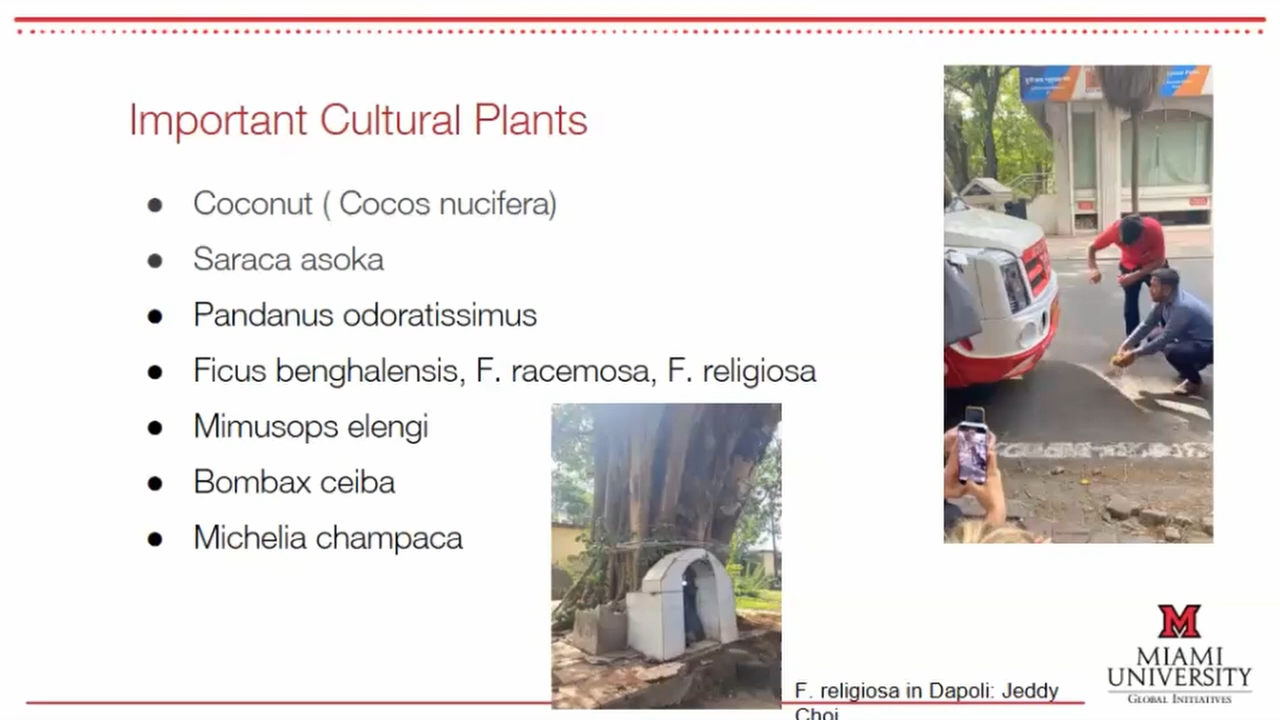 Important Cultural Plants
● Coconut ( Cocos nucifera)
● Saraca asoka
● Pandanus odoratissimus
● Ficus benghalensis, F. racemosa, F. religiosa
● Mimusops elengi
● Bombax ceiba
● Michelia champaca
F. religiosa in Dapoli: Jeddy
Choi
M
MIAMI
UNIVERSITY
GLOBAL INITIATIVES